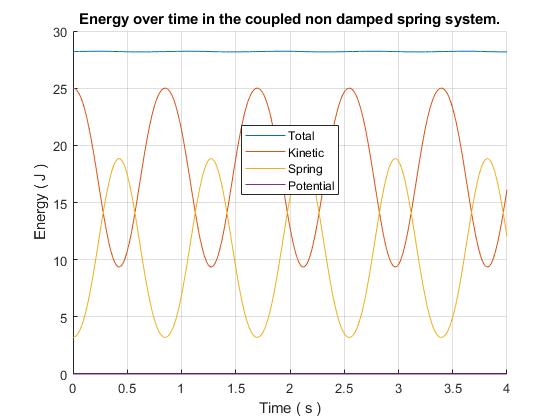 Energy over time in the coupled non damped spring system.
30
25
20
15
10
5
0
Energy ( J )
Total
Kinetic
Spring
Potential
0 0.5 1 1.5 2 2.5 3 3.5 4
Time ( s )